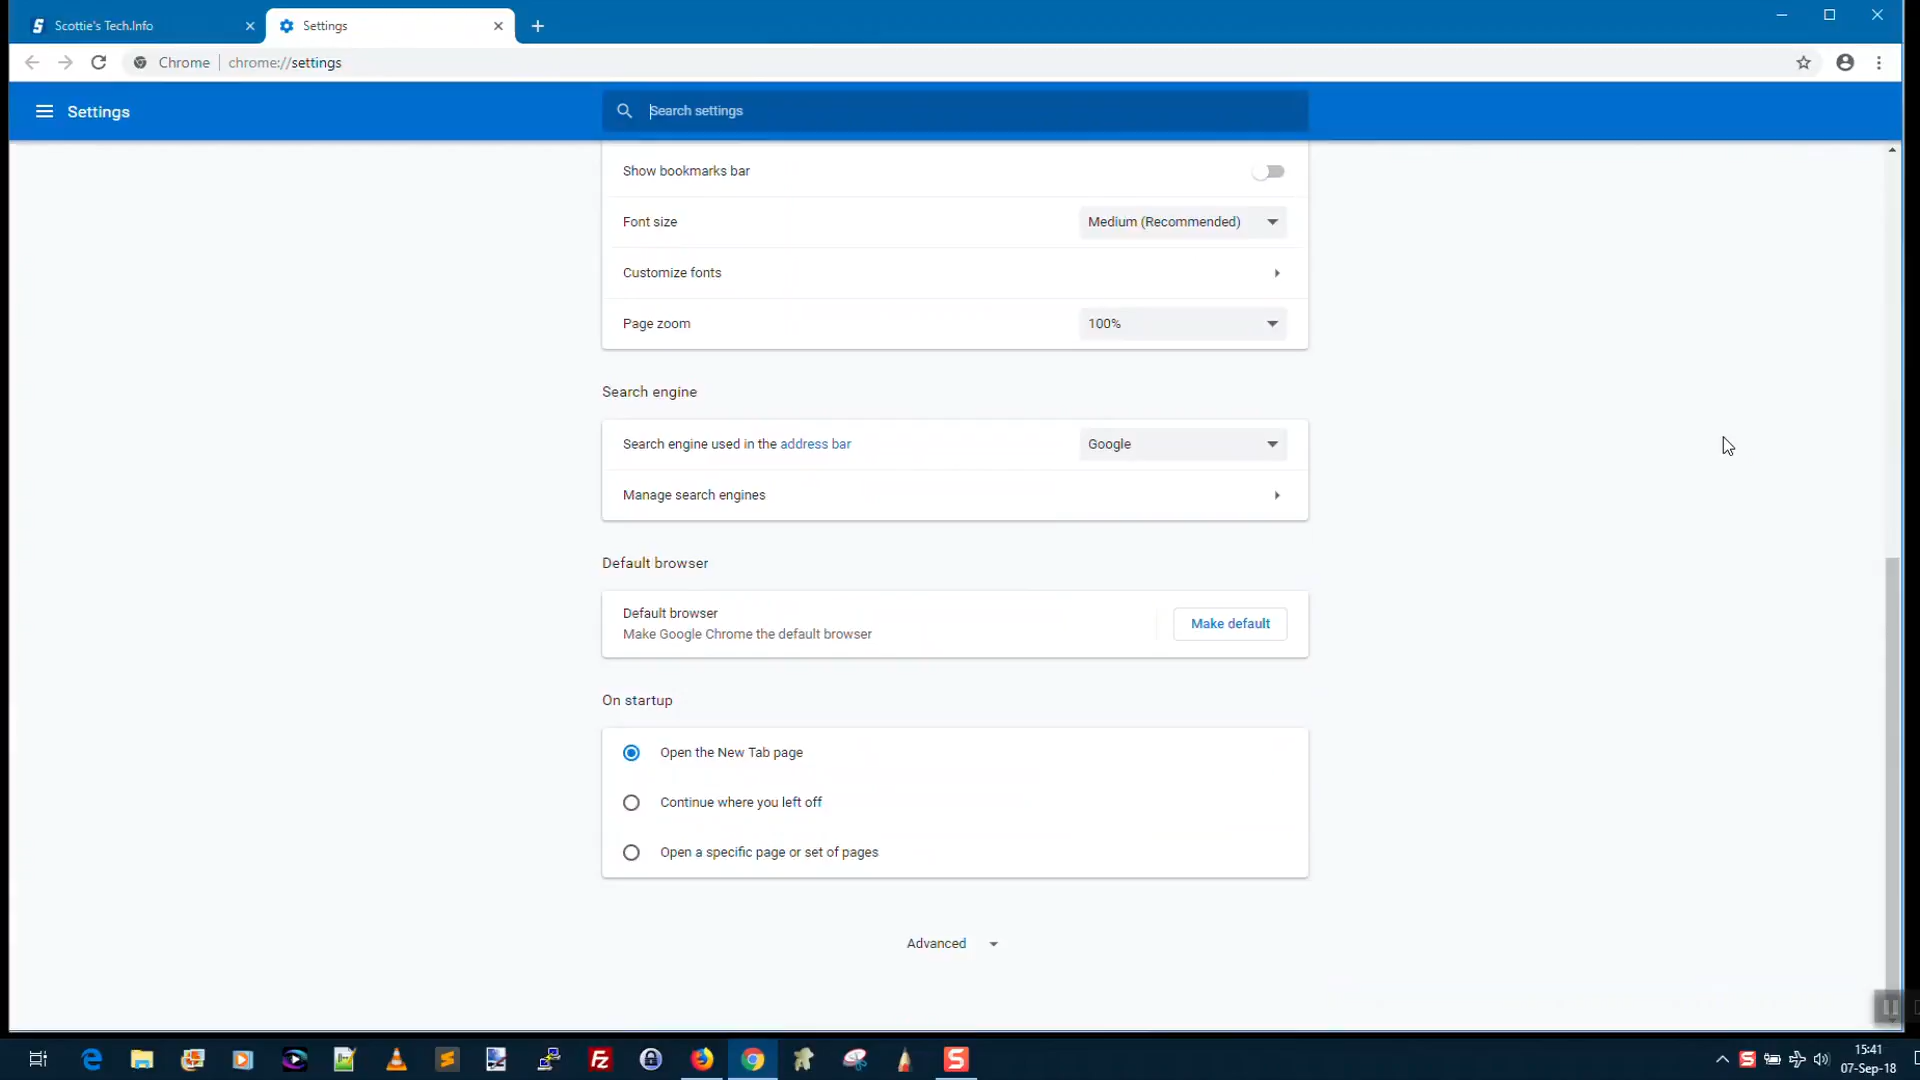 Scottie's Tech.Info
Settings
Chrome
chrome://settings
Settings
Search settings
Show bookmarks bar
Font size
Medium (Recommended)
Customize fonts
Page zoom
100%
Search engine
Search engine used in the address bar
Google
Manage search engines
Default browser
Default browser
Make Google Chrome the default browser
Make default
On startup
Open the New Tab page
Continue where you left off
Open a specific page or set of pages
Advanced
15:41
07-Sep-18